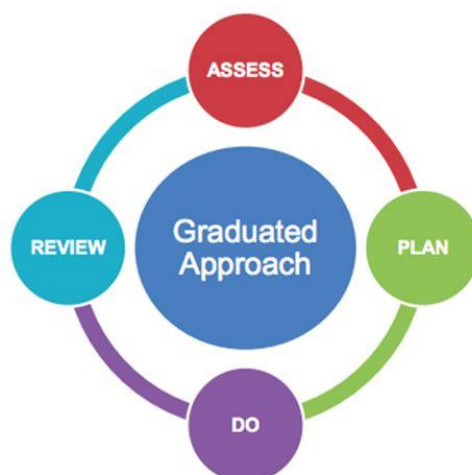 ASSESS
REVIEW
Graduated
Approach
PLAN
DO